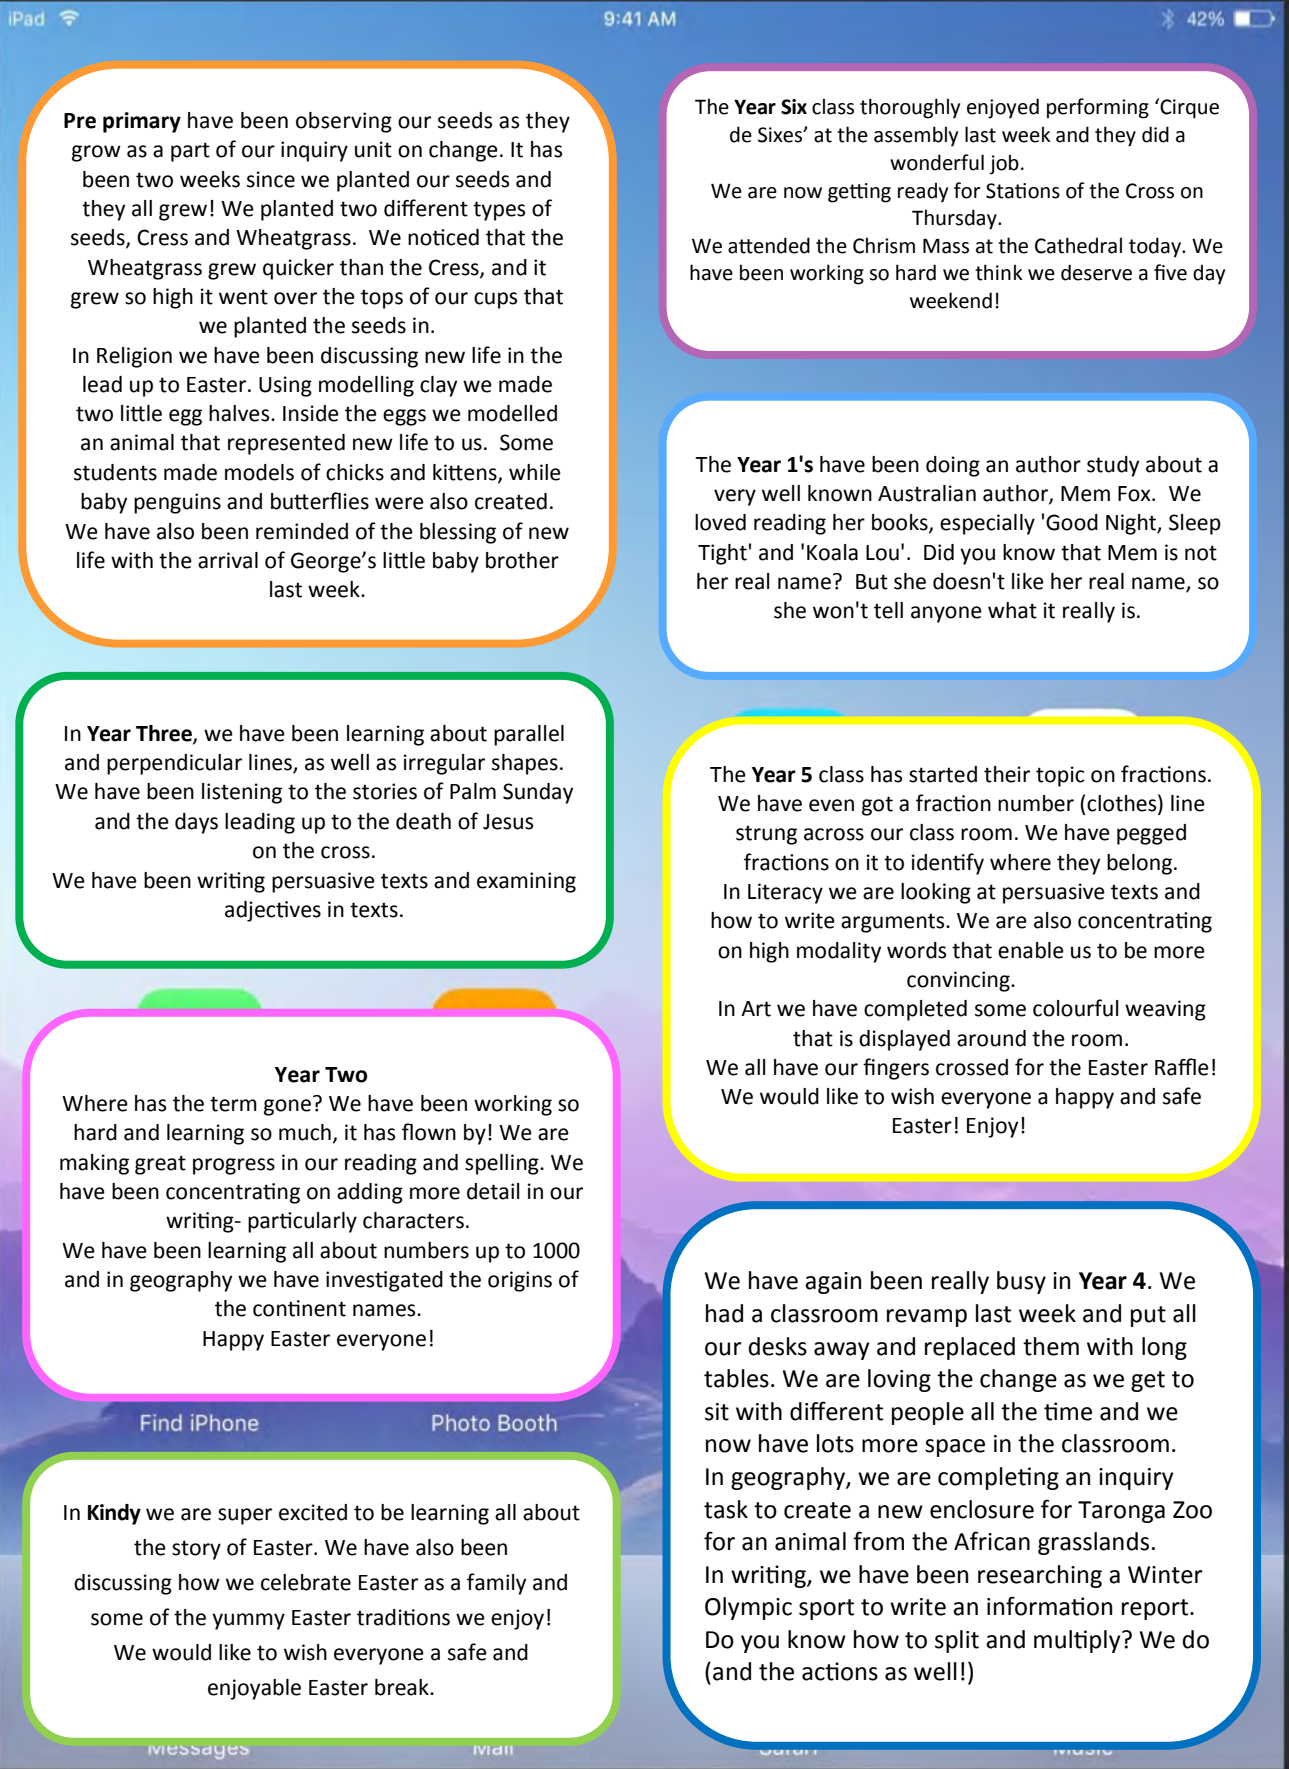 iPad
9:41 AM
42%
Pre primary have been observing our seeds as they
grow as a part of our inquiry unit on change. It has
been two weeks since we planted our seeds and
they all grew! We planted two different types of
seeds, Cress and Wheatgrass.  We noticed that the
Wheatgrass grew quicker than the Cress, and it
grew so high it went over the tops of our cups that
we planted the seeds in.
In Religion we have been discussing new life in the
lead up to Easter. Using modelling clay we made
two little egg halves. Inside the eggs we modelled
an animal that represented new life to us.  Some
students made models of chicks and kittens, while
baby penguins and butterflies were also created.
We have also been reminded of the blessing of new
life with the arrival of George’s little baby brother
last week.
In Year Three, we have been learning about parallel
and perpendicular lines, as well as irregular shapes.
We have been listening to the stories of Palm Sunday
and the days leading up to the death of Jesus
on the cross.
We have been writing persuasive texts and examining
adjectives in texts.
Year Two
Where has the term gone? We have been working so
hard and learning so much, it has flown by! We are
making great progress in our reading and spelling. We
have been concentrating on adding more detail in our
writing- particularly characters.
We have been learning all about numbers up to 1000
and in geography we have investigated the origins of
the continent names.
Happy Easter everyone!
Find iPhone
Photo Booth
In Kindy we are super excited to be learning all about
the story of Easter. We have also been
discussing how we celebrate Easter as a family and
some of the yummy Easter traditions we enjoy!
We would like to wish everyone a safe and
enjoyable Easter break.
Messages
Mail
The Year Six class thoroughly enjoyed performing ‘Cirque
de Sixes’ at the assembly last week and they did a
wonderful job.
We are now getting ready for Stations of the Cross on
Thursday.
We attended the Chrism Mass at the Cathedral today. We
have been working so hard we think we deserve a five day
weekend!
The Year 1's have been doing an author study about a
very well known Australian author, Mem Fox.  We
loved reading her books, especially 'Good Night, Sleep
Tight' and 'Koala Lou'.  Did you know that Mem is not
her real name?  But she doesn't like her real name, so
she won't tell anyone what it really is.
The Year 5 class has started their topic on fractions.
We have even got a fraction number (clothes) line
strung across our class room. We have pegged
fractions on it to identify where they belong.
In Literacy we are looking at persuasive texts and
how to write arguments. We are also concentrating
on high modality words that enable us to be more
convincing.
In Art we have completed some colourful weaving
that is displayed around the room.
We all have our fingers crossed for the Easter Raffle!
We would like to wish everyone a happy and safe
Easter! Enjoy!
We have again been really busy in Year 4. We
had a classroom revamp last week and put all
our desks away and replaced them with long
tables. We are loving the change as we get to
sit with different people all the time and we
now have lots more space in the classroom.
In geography, we are completing an inquiry
task to create a new enclosure for Taronga Zoo
for an animal from the African grasslands.
In writing, we have been researching a Winter
Olympic sport to write an information report.
Do you know how to split and multiply? We do
(and the actions as well!)
Safari
Music